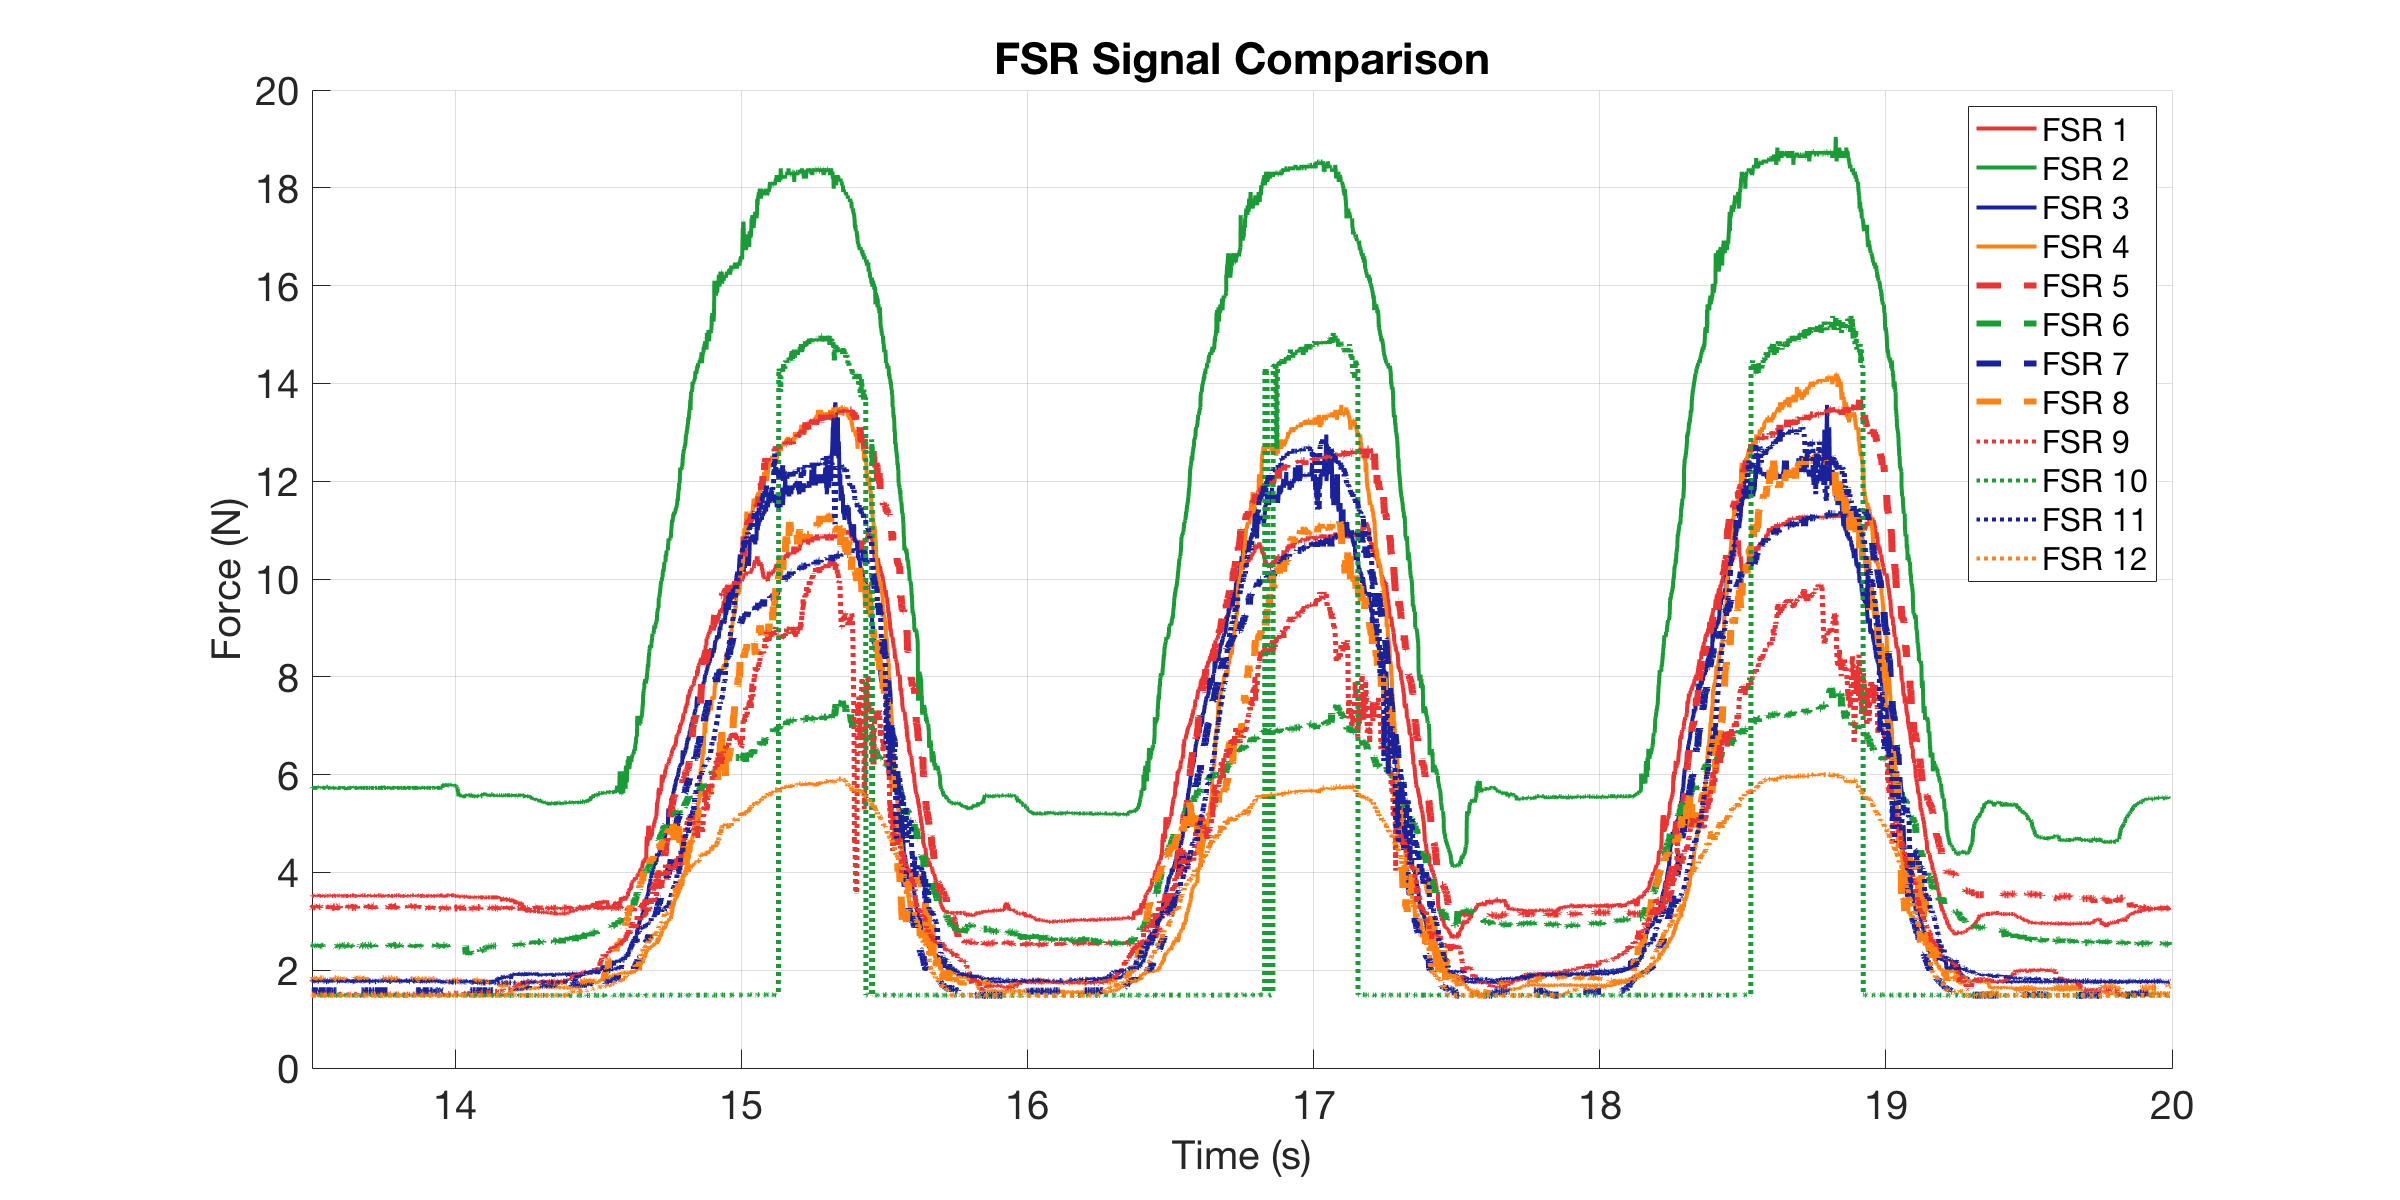 FSR Signal Comparison
20
18
16
14
12
10
8
6
4
2
0
Force (N)
FSR 1
FSR 2
FSR 3
FSR 4
FSR 5
FSR 6
FSR 7
FSR 8
FSR 9
FSR 10
FSR 11
FSR 12
14 15 16 17 18 19 20
Time (s)